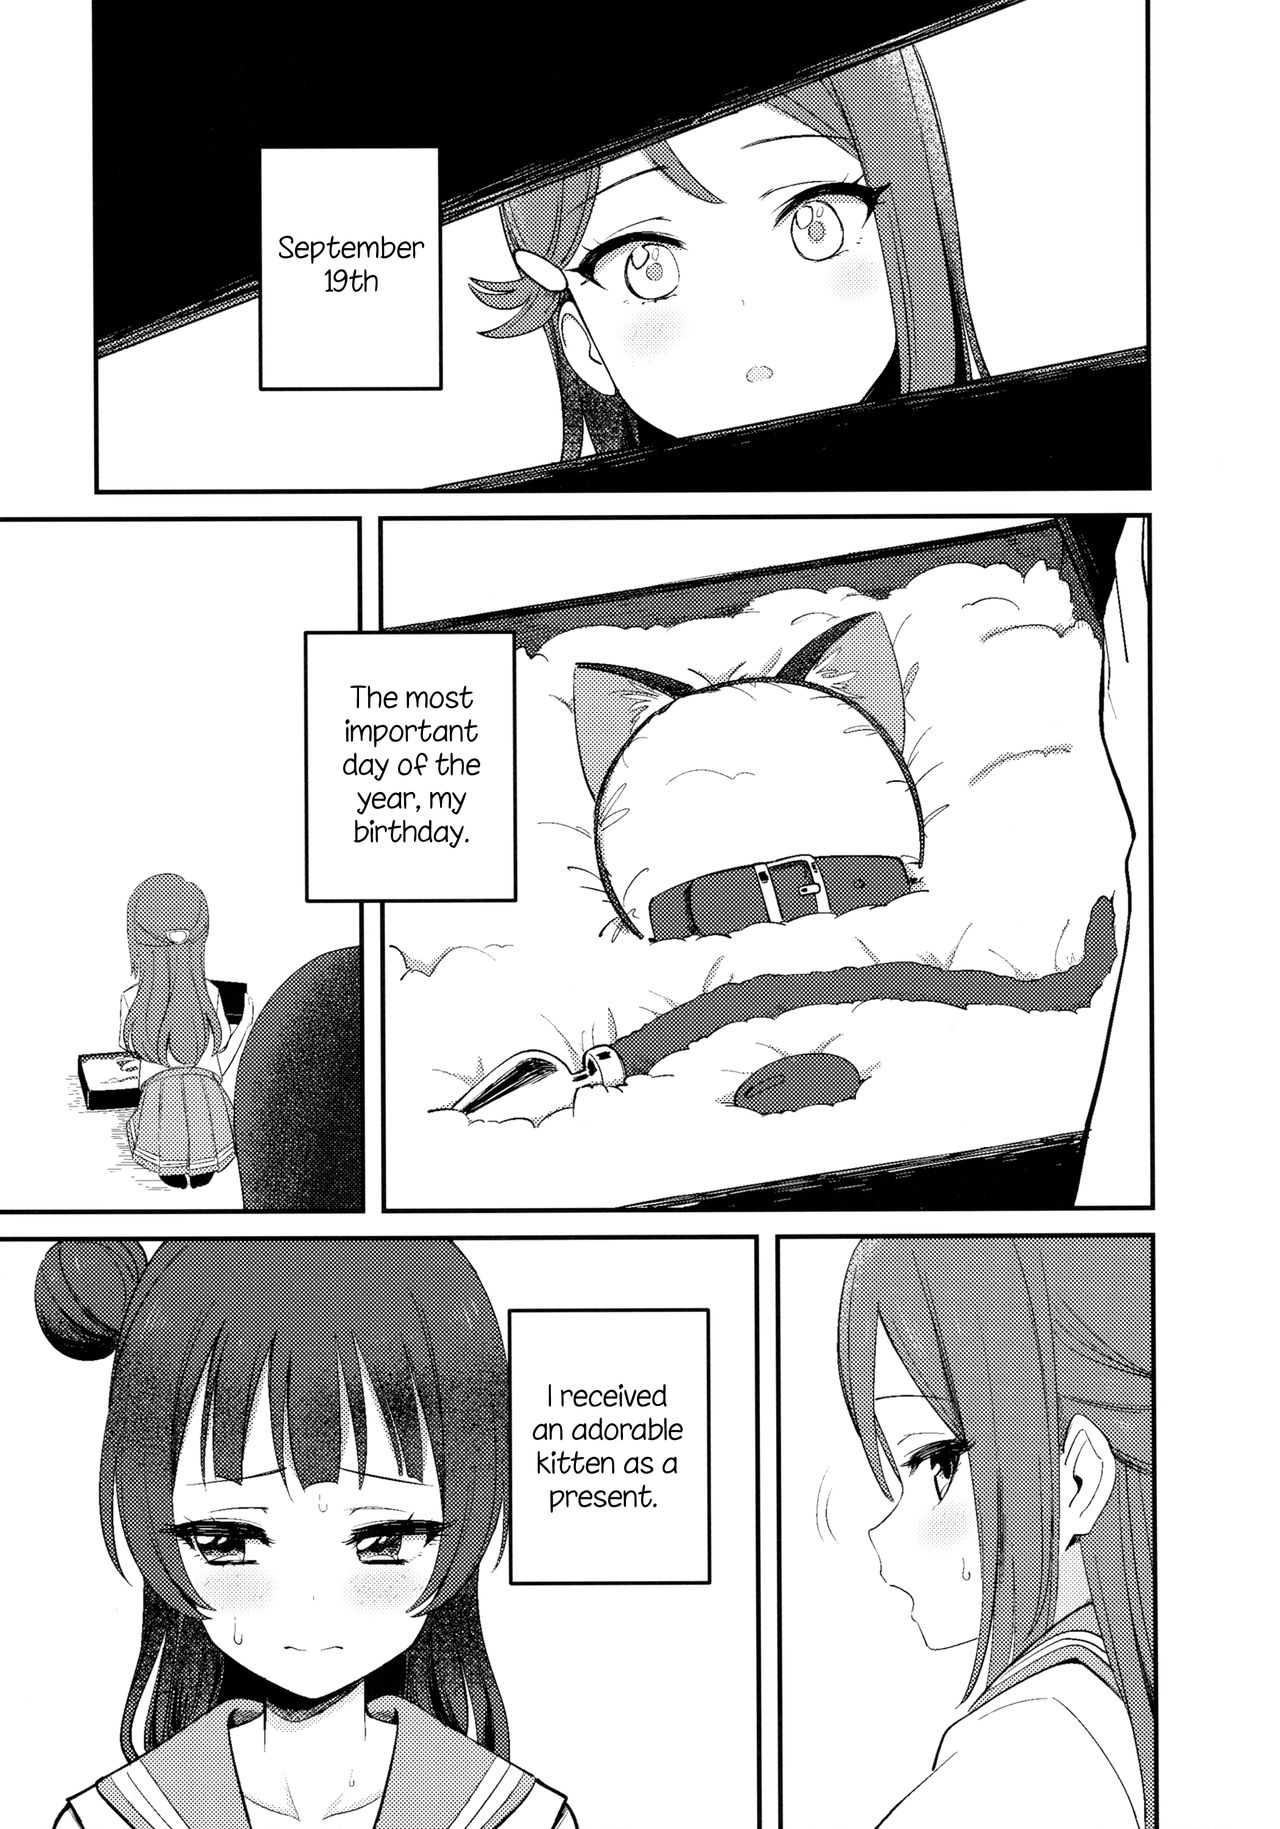 September
19th
The most
important
day of the
year, my
birthday.
I received
an adorable
kitten as a
present.